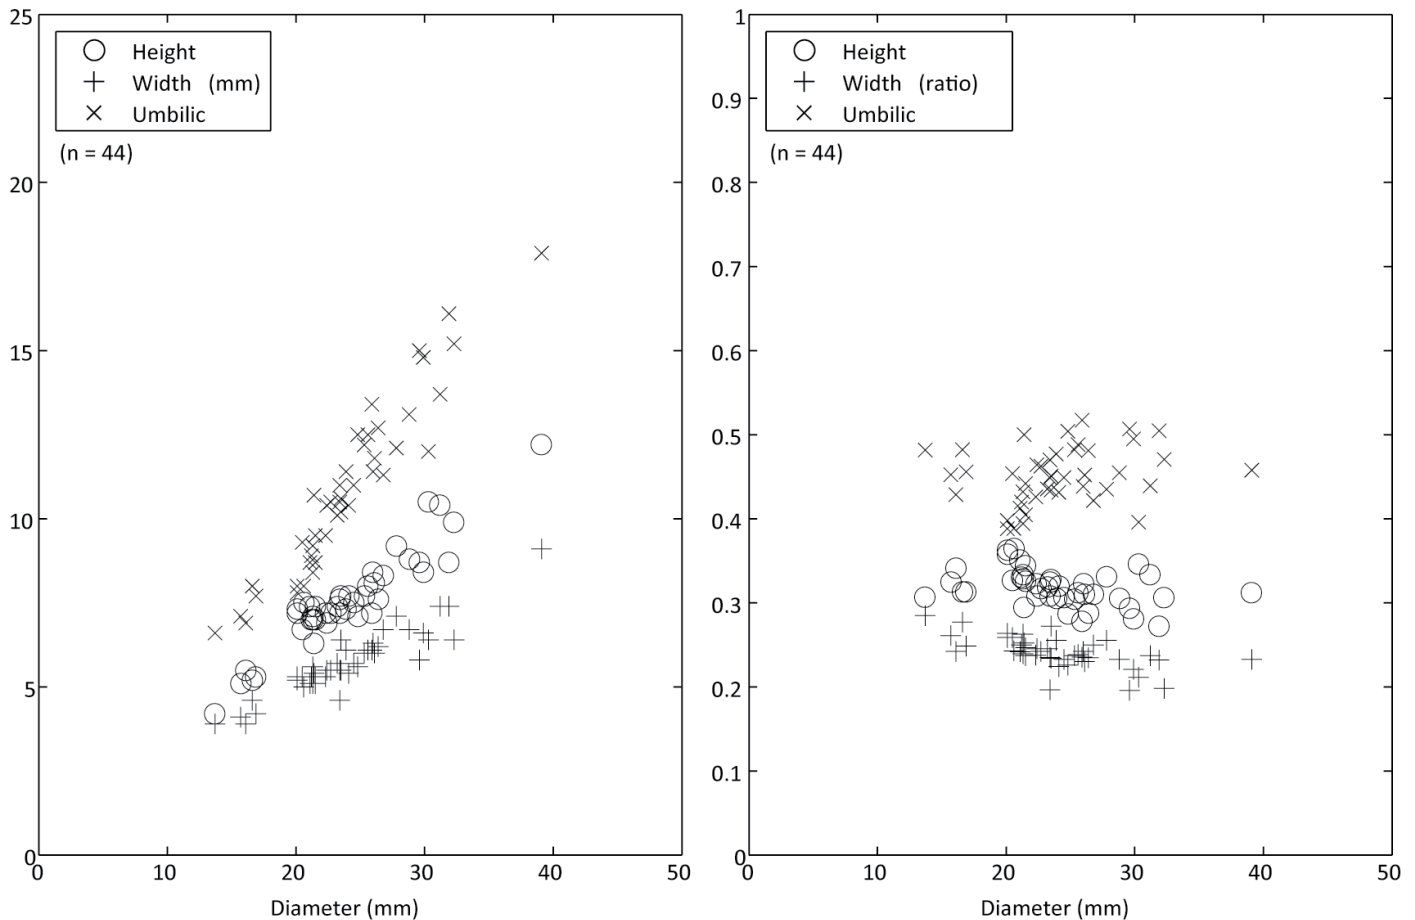 25
20
15
10
5
0
Height
Width (mm)
Umbilic
(n = 44)
0 10 20 30 40 50
Diameter (mm)
1
0.9
0.8
0.7
0.6
0.5
0.4
0.3
0.2
0.1
0
Height
Width (ratio)
Umbilic
(n = 44)
0 10 20 30 40 50
Diameter (mm)